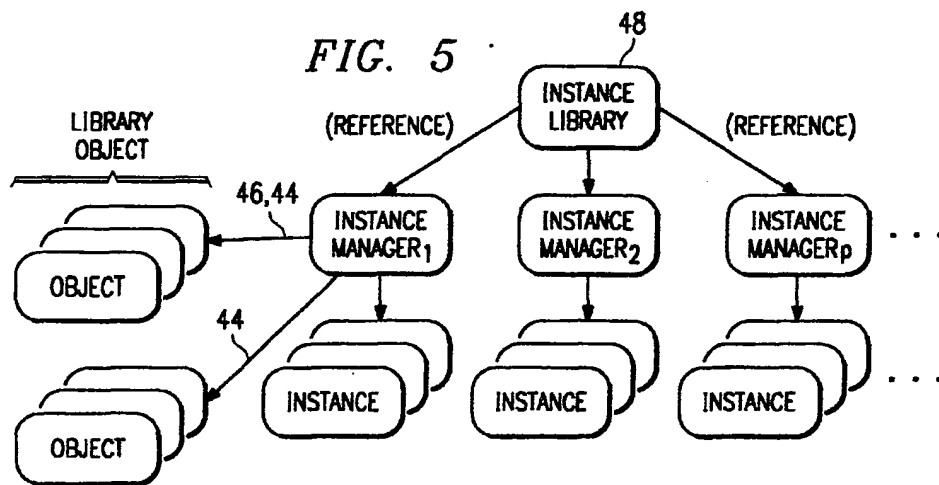 FIG. 5
48
INSTANCE
LIBRARY
(REFERENCE)
(REFERENCE)
LIBRARY
OBJECT
46,44
INSTANCE
MANAGER1
INSTANCE
MANAGER2
INSTANCE
MANAGERp
. . .
OBJECT
44
OBJECT
INSTANCE
INSTANCE
INSTANCE
. . .